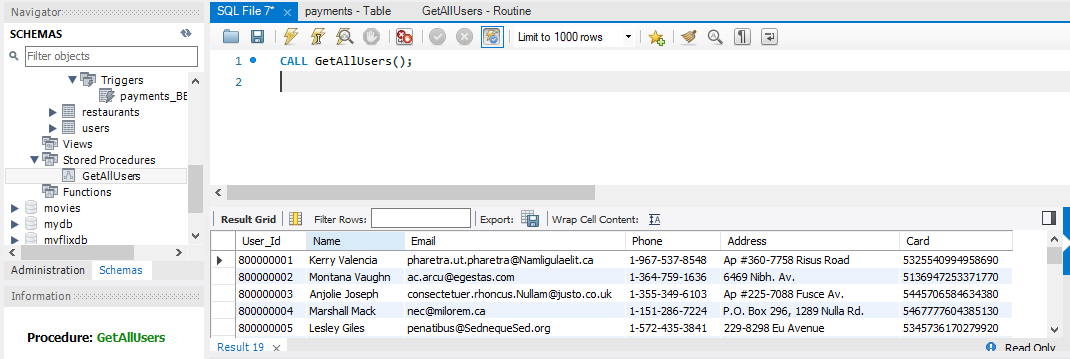 Navigator
SCHEMAS
Filter objects
Triggers
payments_BE
restaurants
users
Views
Stored Procedures
GetAllUsers
Functions
movies
mydb
myflixdb
Administration Schemas
Information
Procedure: GetAllUsers
SQL File 7* payments - Table GetAllUsers - Routine
Limit to 1000 rows
1 CALL GetAllUsers();
2
Result Grid Filter Rows: Export: Wrap Cell Content:
User_Id Name Email Phone Address Card
800000001 Kerry Valencia pharetra.ut.pharetra@Namligulaelit.ca 1-967-537-8548 Ap #360-7758 Risus Road 5325540994958690
800000002 Montana Vaughn ac.arcu@egestas.com 1-364-759-1636 6469 Nibh. Av. 5136947253371770
800000003 Anjolie Joseph consectetuer.rhoncus.Nullam@justo.co.uk 1-355-349-6103 Ap #225-7088 Fusce Av. 5445706584634380
800000004 Marshall Mack nec@milorem.ca 1-151-286-7224 P.O. Box 296, 1289 Nulla Rd. 5467777604385130
800000005 Lesley Giles penatibus@SednequeSed.org 1-572-435-3841 229-8298 Eu Avenue 5345736170279920
Result 19 Read Only